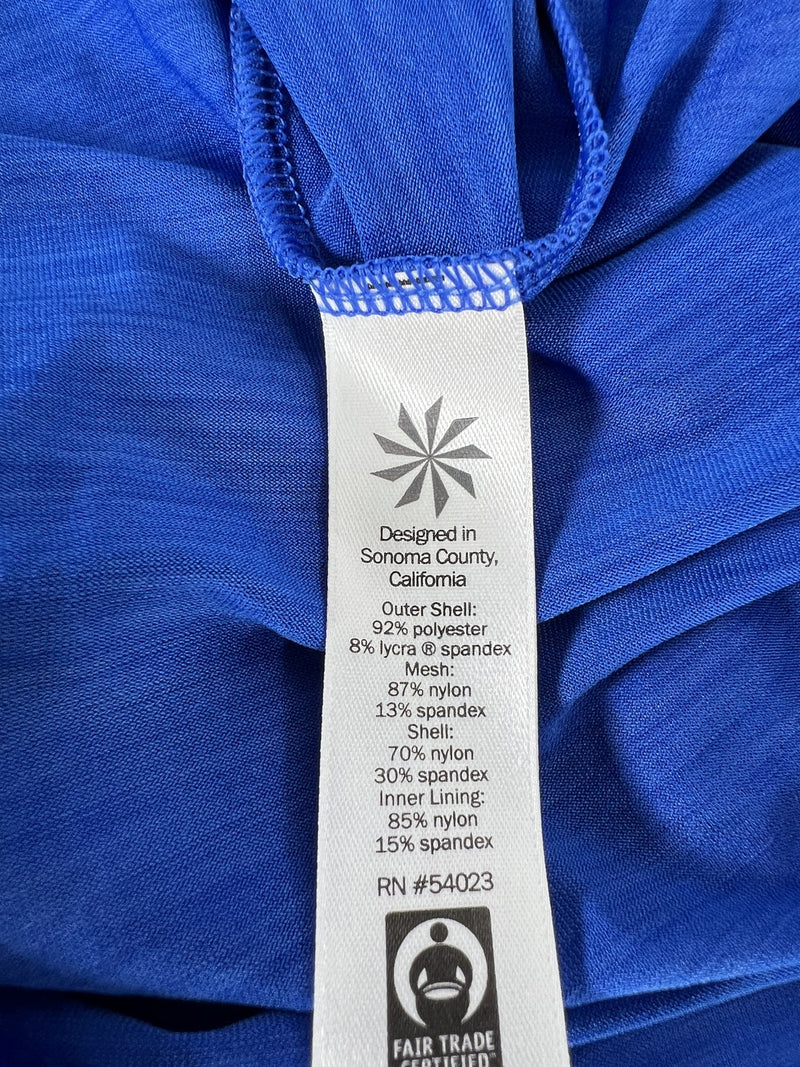 Designed in
Sonoma County,
California
Outer Shell:
92% polyester
8% lycra ® spandex
Mesh:
87% nylon
13% spandex
Shell:
70% nylon
30% spandex
Inner Lining:
85% nylon
15% spandex
RN #54023
FAIR TRADE
CERTIFIED™